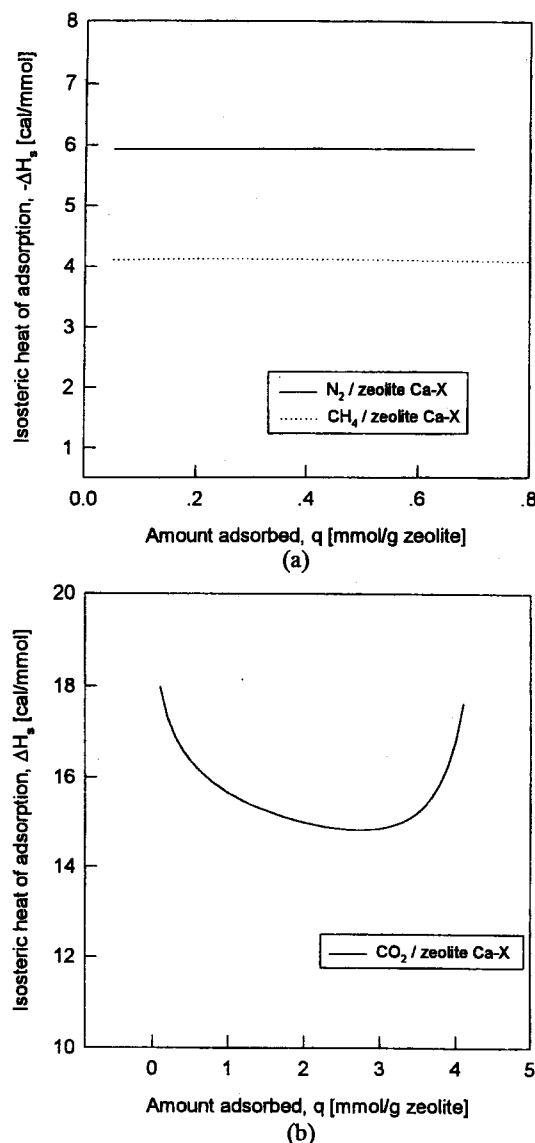 8
7
6
5
4
3
2
1
Isosteric heat of adsorption, -ΔHs [cal/mmol]
N2 / zeolite Ca-X
CH4 / zeolite Ca-X
0.0 .2 .4 .6 .8
Amount adsorbed, q [mmol/g zeolite]
(a)
20
18
16
14
12
10
Isosteric heat of adsorption, ΔHs [cal/mmol]
CO2 / zeolite Ca-X
0 1 2 3 4 5
Amount adsorbed, q [mmol/g zeolite]
(b)